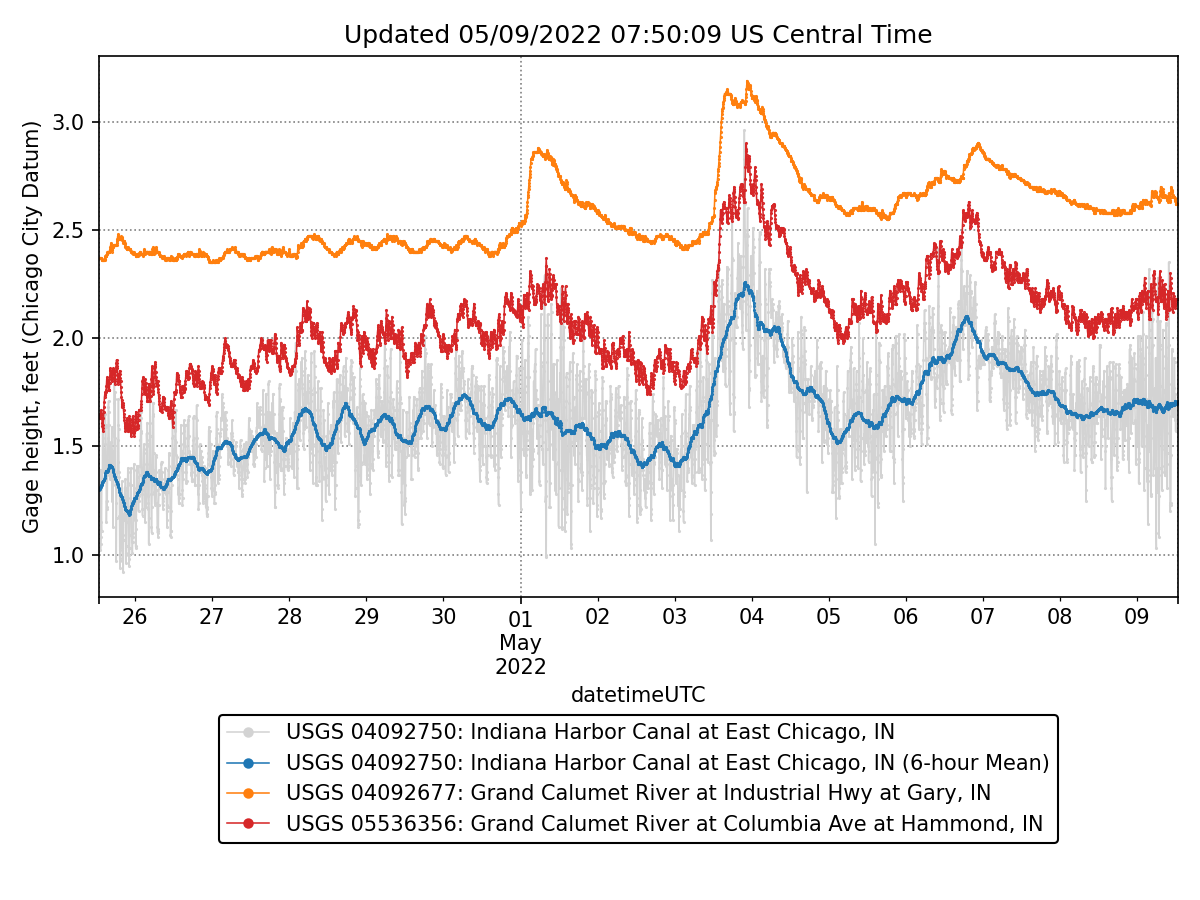 Updated 05/09/2022 07:50:09 US Central Time
Gage height, feet (Chicago City Datum)
3.0
2.5
2.0
1.5
1.0
26 27 28 29 30 01 02 03 04 05 06 07 08 09
May
2022
datetimeUTC
USGS 04092750: Indiana Harbor Canal at East Chicago, IN
USGS 04092750: Indiana Harbor Canal at East Chicago, IN (6-hour Mean)
USGS 04092677: Grand Calumet River at Industrial Hwy at Gary, IN
USGS 05536356: Grand Calumet River at Columbia Ave at Hammond, IN